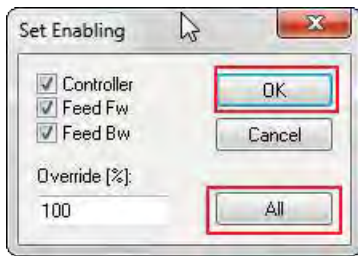 Set Enabling
Controller
Feed Fw
Feed Bw
Override [%]:
100
OK
Cancel
All